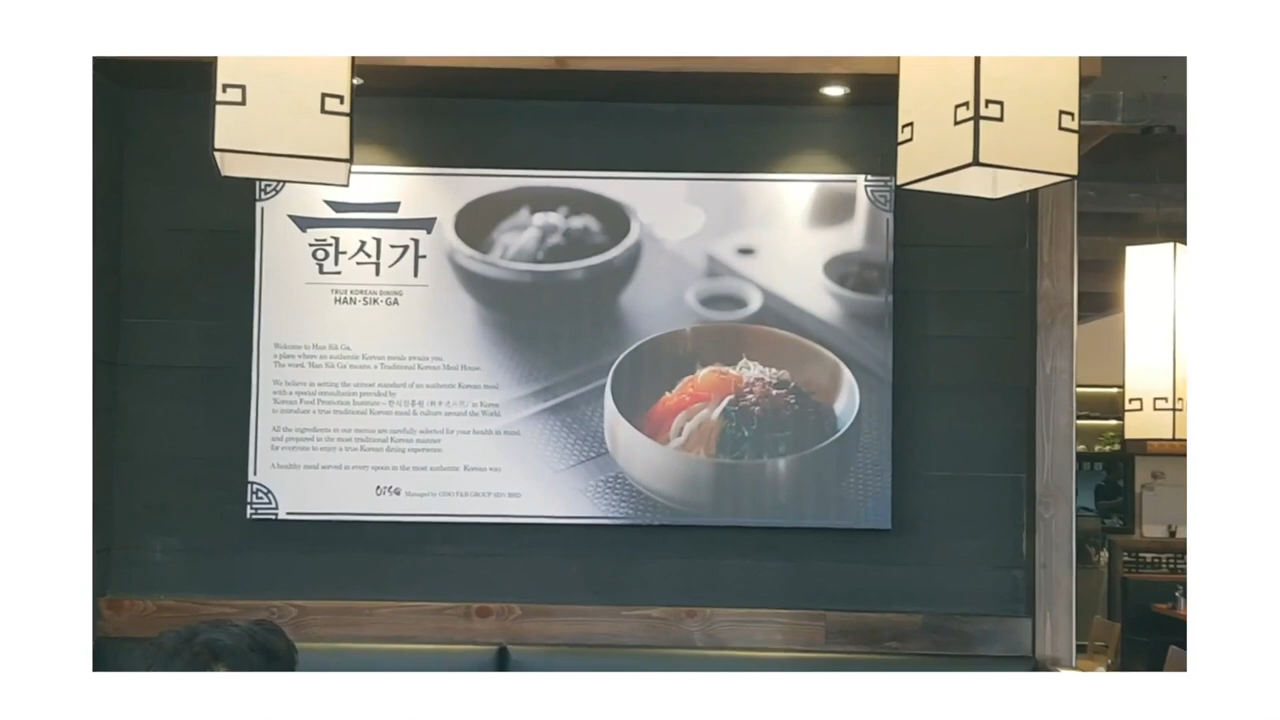 한식가
TRUE KOREAN DINING
HAN·SIK·GA
Welcome to Han Sik Ga,
a place where an authentic Korean meals awaits you.
The word, 'Han Sik Ga' means, a Traditional Korean Meal House.
We believe in setting the utmost standard of an authentic Korean meal
with a special consultation provided by
'Korean Food Promotion Institute – 한식진흥원' in Korea
to introduce a true traditional Korean meal & culture around the World.
All the ingredients in our menus are carefully selected for your health in mind,
and prepared in the most traditional Korean manner
for everyone to enjoy a true Korean dining experience.
A healthy meal served in every spoon in the most authentic Korean way.
Oiso Managed by OISO F&B GROUP SDN BHD